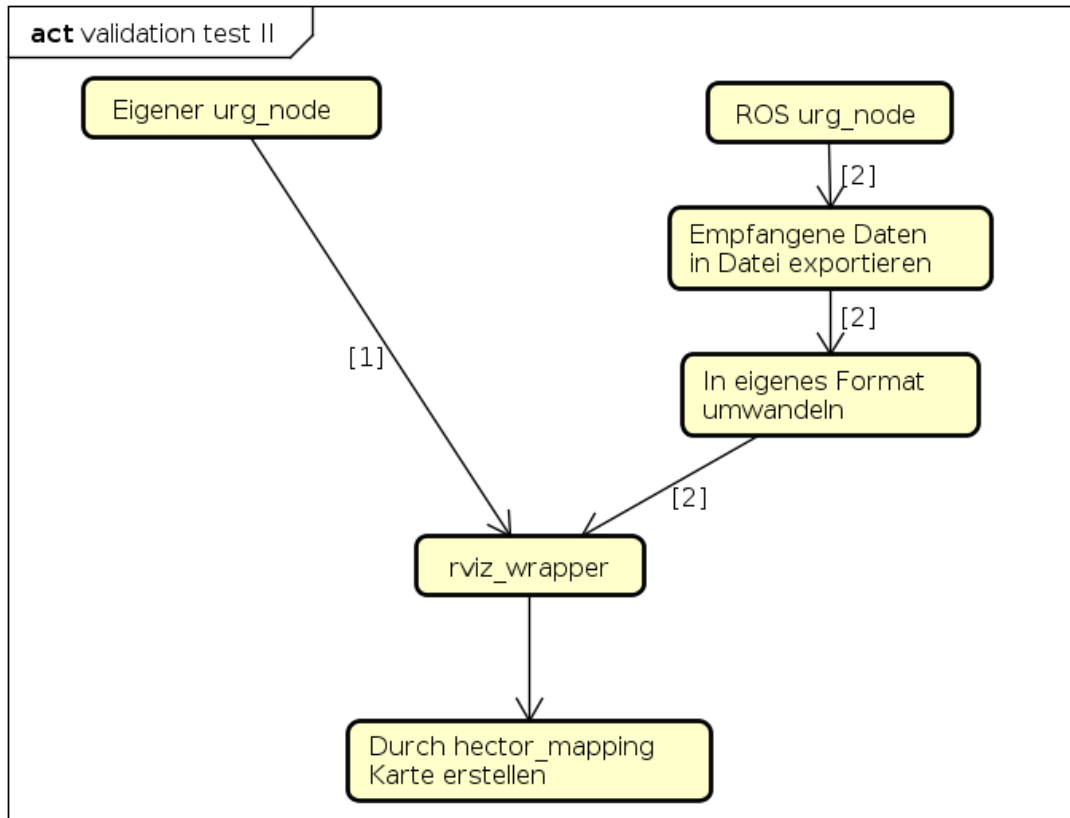 act validation test II
Eigener urg_node
ROS urg_node
[2]
Empfangene Daten
in Datei exportieren
[2]
[1]
In eigenes Format
umwandeln
[2]
rviz_wrapper
Durch hector_mapping
Karte erstellen